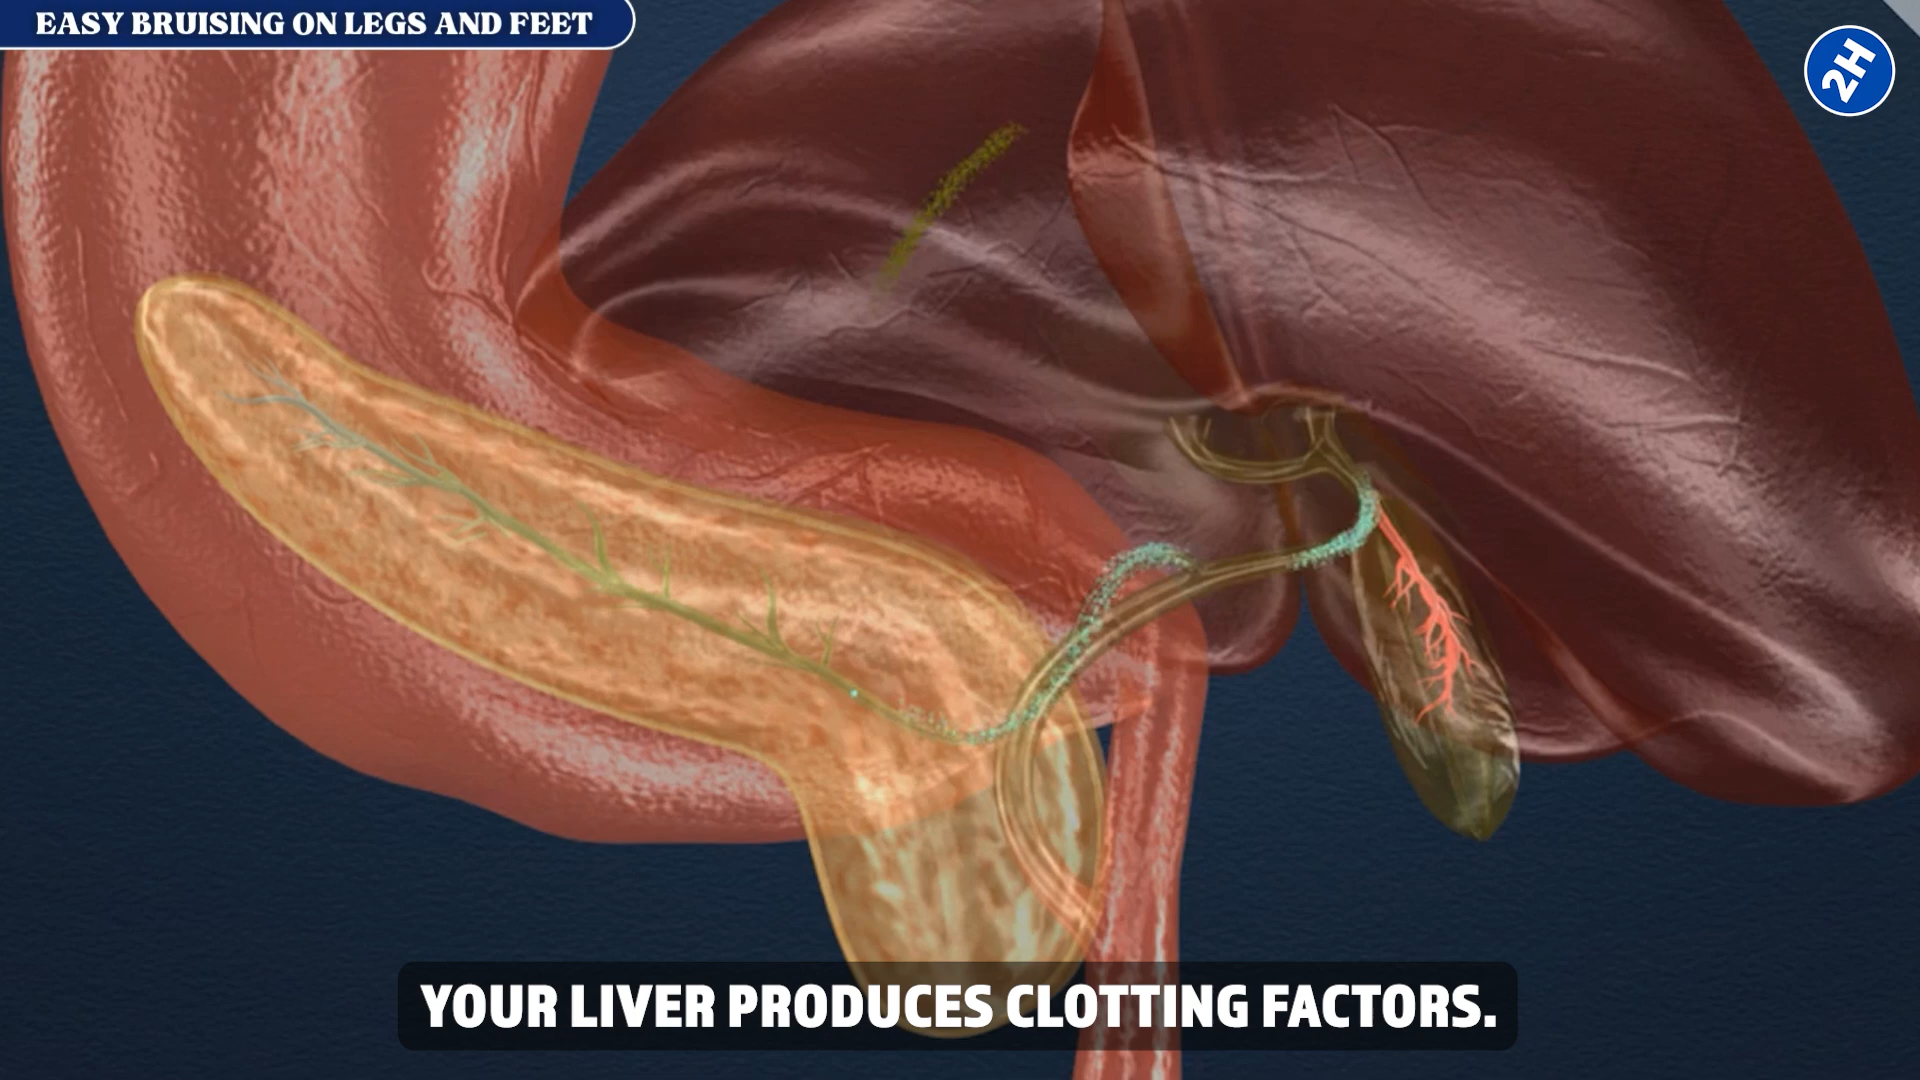 EASY BRUISING ON LEGS AND FEET
2H
YOUR LIVER PRODUCES CLOTTING FACTORS.